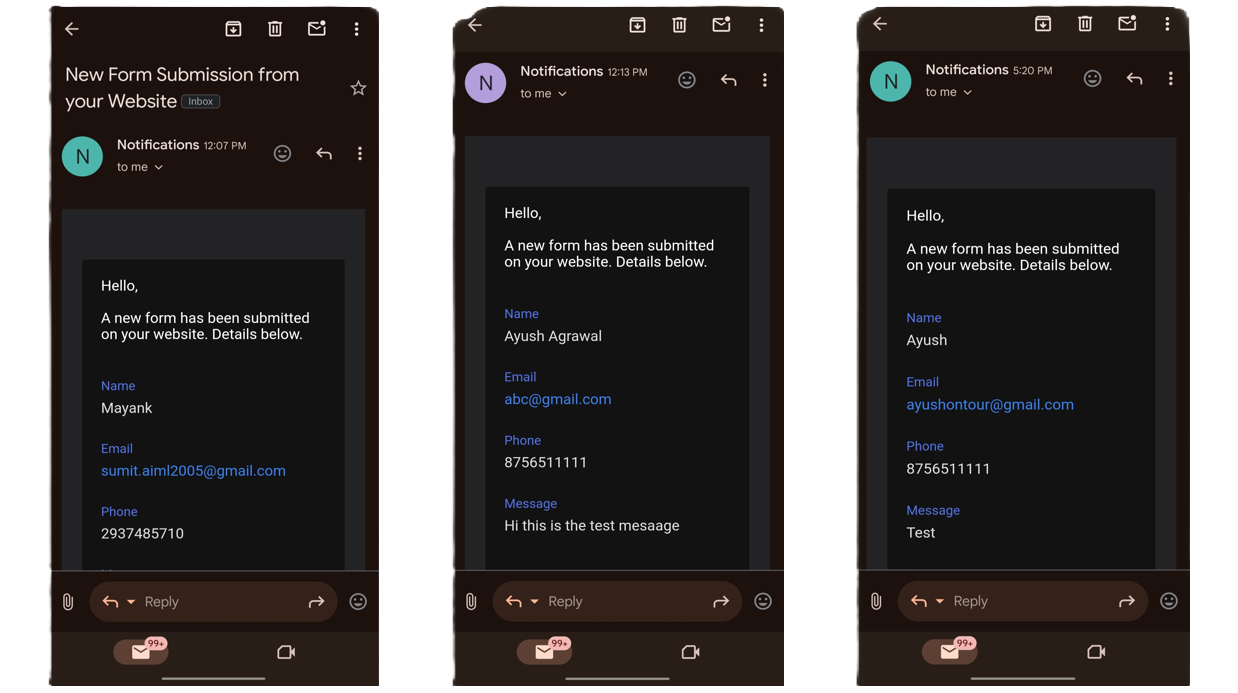 New Form Submission from
your Website Inbox
N
Notifications 12:07 PM
to me
Hello,
A new form has been submitted
on your website. Details below.
Name
Mayank
Email
sumit.aiml2005@gmail.com
Phone
2937485710
Reply
99+
N
Notifications 12:13 PM
to me
Hello,
A new form has been submitted
on your website. Details below.
Name
Ayush Agrawal
Email
abc@gmail.com
Phone
8756511111
Message
Hi this is the test mesaage
Reply
99+
N
Notifications 5:20 PM
to me
Hello,
A new form has been submitted
on your website. Details below.
Name
Ayush
Email
ayushontour@gmail.com
Phone
8756511111
Message
Test
Reply
99+